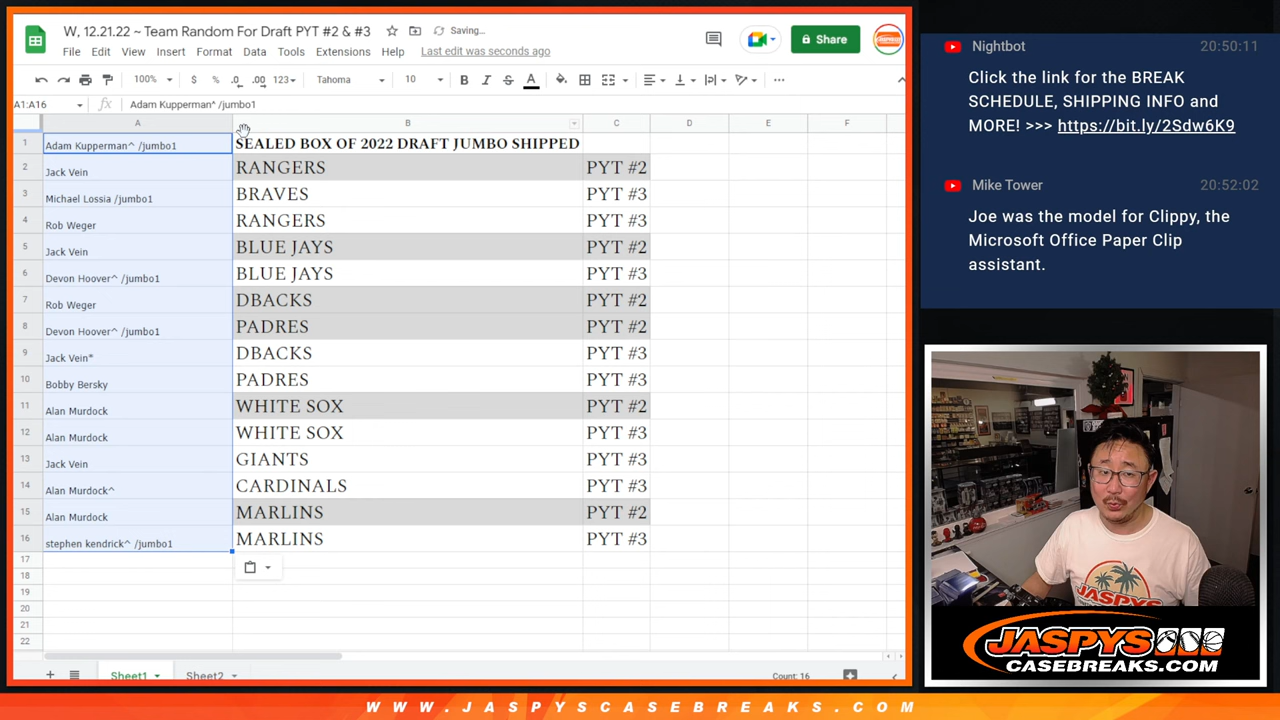 W, 12.21.22 ~ Team Random For Draft PYT #2 & #3
Saving...
File Edit View Insert Format Data Tools Extensions Help Last edit was seconds ago
Share
100% $ % .0 .00 123 Tahoma 10 B I S A
A1:A16 fx Adam Kupperman^ /jumbo1
A B C D E F
1 Adam Kupperman^ /jumbo1 SEALED BOX OF 2022 DRAFT JUMBO SHIPPED
2 Jack Vein RANGERS PYT #2
3 Michael Lossia /jumbo1 BRAVES PYT #3
4 Rob Weger RANGERS PYT #3
5 Jack Vein BLUE JAYS PYT #2
6 Devon Hoover^ /jumbo1 BLUE JAYS PYT #3
7 Rob Weger DBACKS PYT #2
8 Devon Hoover^ /jumbo1 PADRES PYT #2
9 Jack Vein* DBACKS PYT #3
10 Bobby Bersky PADRES PYT #3
11 Alan Murdock WHITE SOX PYT #2
12 Alan Murdock WHITE SOX PYT #3
13 Jack Vein GIANTS PYT #3
14 Alan Murdock^ CARDINALS PYT #3
15 Alan Murdock MARLINS PYT #2
16 stephen kendrick^ /jumbo1 MARLINS PYT #3
17
18
19
20
21
22
Sheet1 Sheet2 Count: 16
Nightbot 20:50:11
Click the link for the BREAK
SCHEDULE, SHIPPING INFO and
MORE! >>> https://bit.ly/2Sdw6K9
Mike Tower 20:52:02
Joe was the model for Clippy, the
Microsoft Office Paper Clip
assistant.
JASPYS
JASPYS
CASEBREAKS.COM
WWW.JASPYSCASEBREAKS.COM